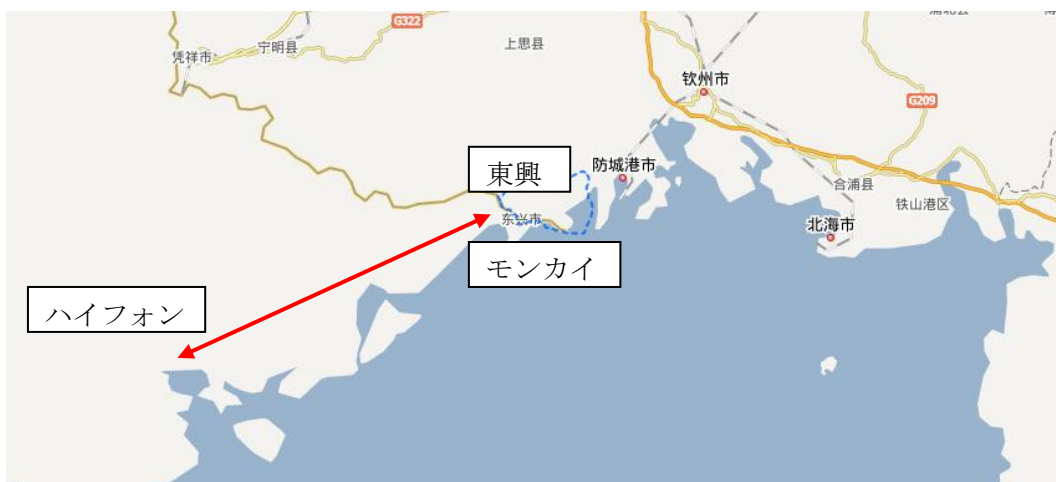 G322
上思县
宁明县
凭祥市
钦州市
G209
東興
防城港市
合浦县
铁山港区
东兴市
北海市
モンカイ
ハイフォン